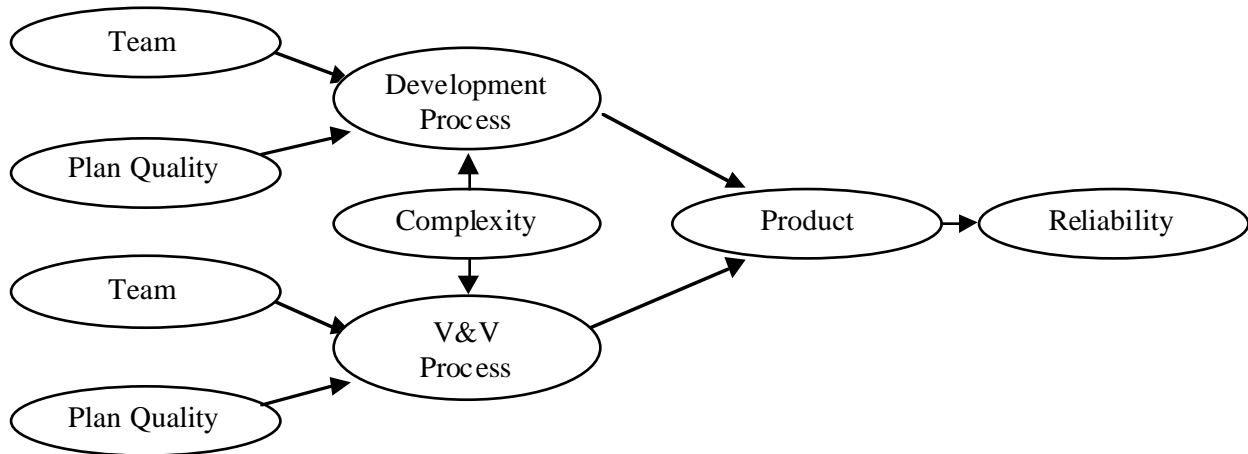 Team
Development
Process
Plan Quality
Complexity
Product
Reliability
Team
V&V
Process
Plan Quality